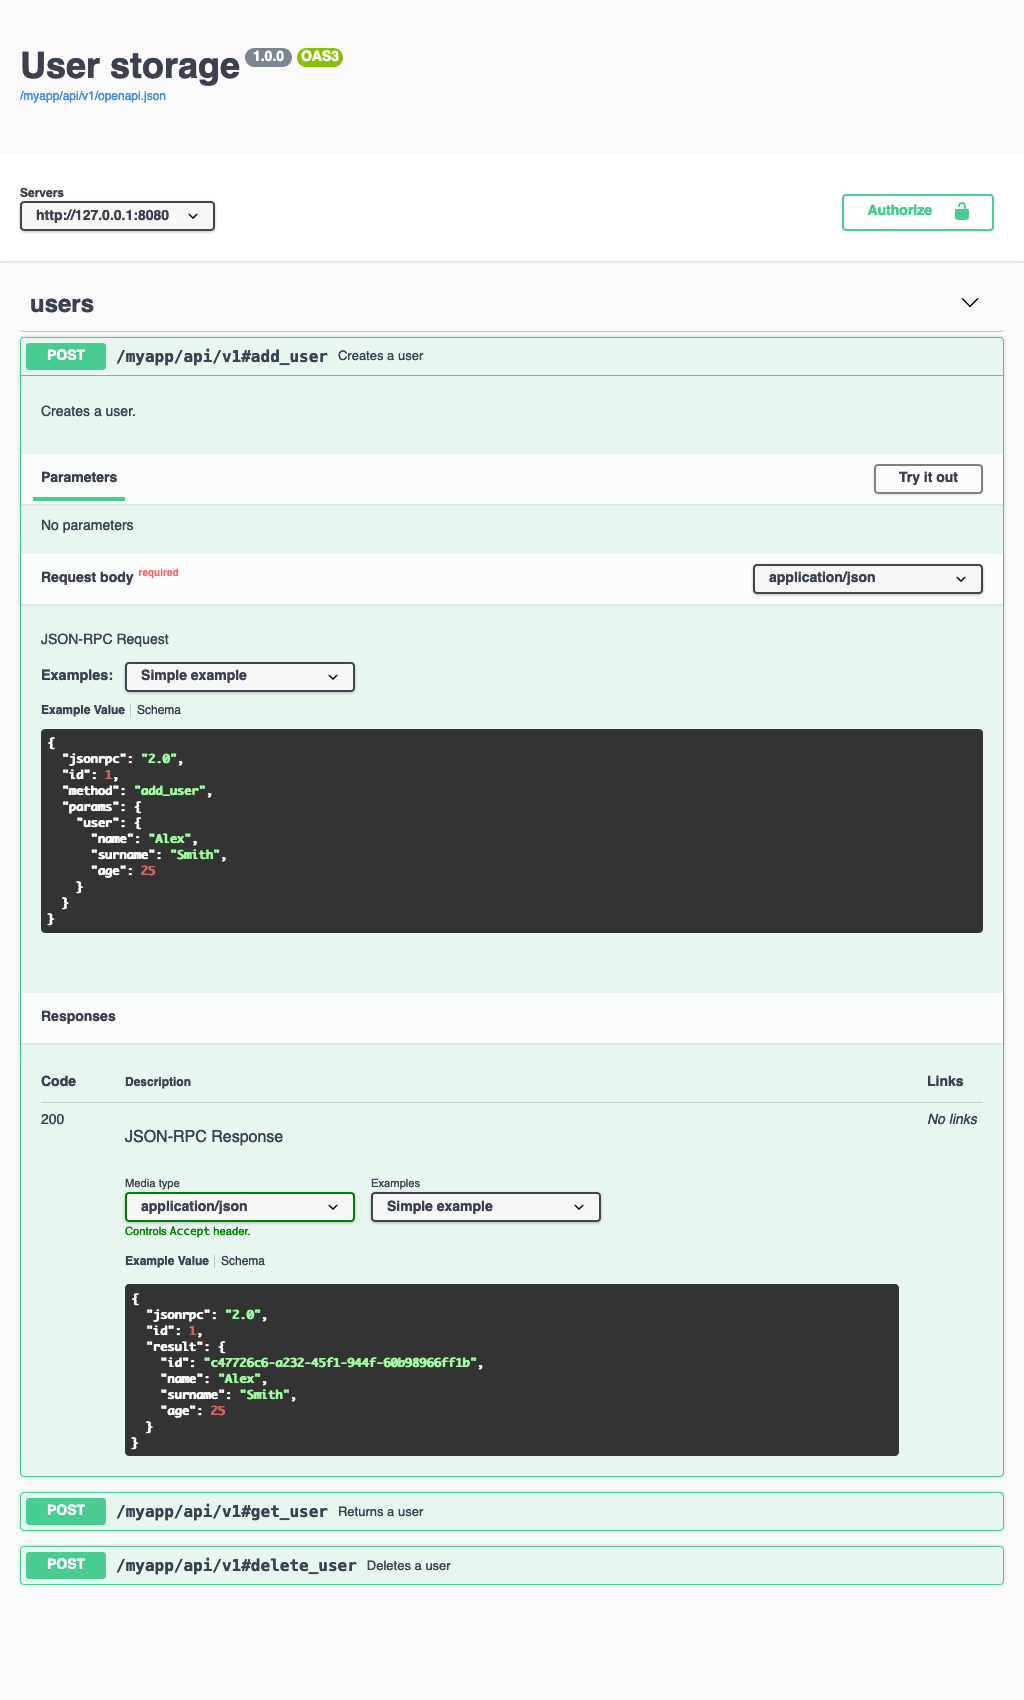 User storage 1.0.0 OAS3
/myapp/api/v1/openapi.json
Servers
http://127.0.0.1:8080
Authorize
users
POST /myapp/api/v1#add_user Creates a user
Creates a user.
Parameters
Try it out
No parameters
Request body required
application/json
JSON-RPC Request
Examples: Simple example
Example Value Schema
{
  "jsonrpc": "2.0",
  "id": 1,
  "method": "add_user",
  "params": {
    "user": {
      "name": "Alex",
      "surname": "Smith",
      "age": 25
    }
  }
}
Responses
Code Description Links
200 JSON-RPC Response No links
Media type Examples
application/json Simple example
Controls Accept header.
Example Value Schema
{
  "jsonrpc": "2.0",
  "id": 1,
  "result": {
    "id": "c47726c6-a232-45f1-944f-60b98966ff1b",
    "name": "Alex",
    "surname": "Smith",
    "age": 25
  }
}
POST /myapp/api/v1#get_user Returns a user
POST /myapp/api/v1#delete_user Deletes a user